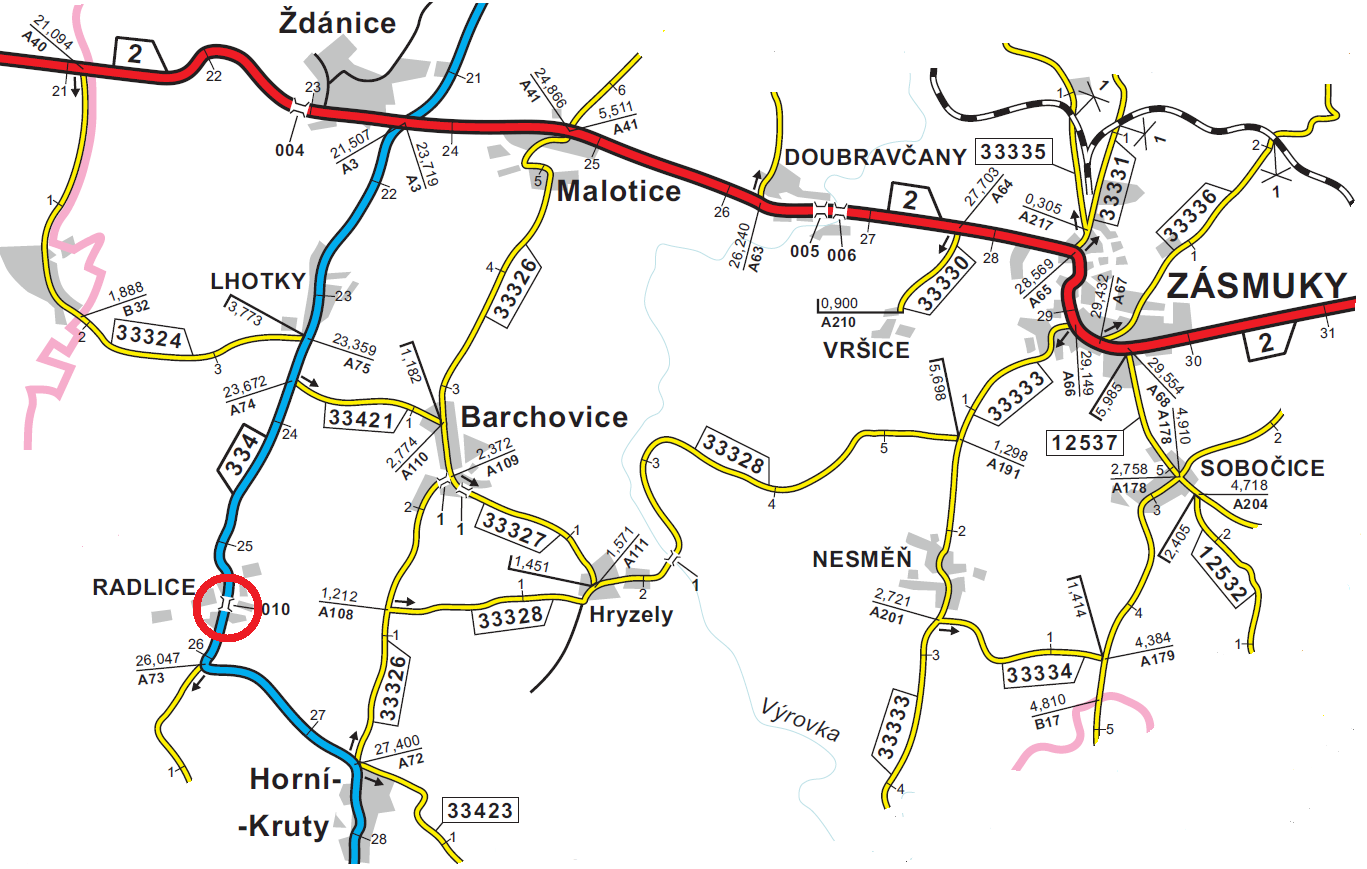 21,094
A40
2
Ždánice
22
21
21
23
004
21,507
A3
23,719
A3
24
24,866
A41
6
5,511
A41
25
5
Malotice
22
26
26,240
A63
DOUBRAVČANY
005
006
27
2
27,703
A64
28
33335
0,305
A217
1
1
33331
1
1
2
1
33336
1
28,569
A65
29,432
A67
29
ZÁSMUKY
2
30
31
33330
0,900
A210
VRŠICE
1
1,888
B32
2
33324
3
LHOTKY
3,773
23
23,359
A75
23,672
A74
33421
1
1,182
24
334
4
33326
3
Barchovice
2,774
A110
2,372
A109
1
1
2
33327
1
1,571
A111
1,451
Hryzely
2
1
3
33328
4
5
5,698
1
33333
29,149
A66
1,298
A191
29,554
A68
5,985
12537
4,910
A178
5
2
SOBOČICE
2,758
A178
3
4,718
A204
2,405
2
12532
1
2
NESMĚŇ
2,721
A201
3
1
33334
1,414
4
4,384
A179
4,810
B17
5
33333
4
25
RADLICE
010
26
26,047
A73
1
1,212
A108
1
33328
1
33326
27
27,400
A72
Horní-
-Kruty
33423
1
28
Výrovka